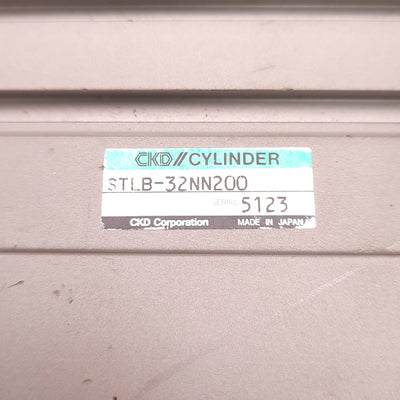 CKD//CYLINDER
STLB-32NN200
SERIAL 5123
CKD Corporation MADE IN JAPAN